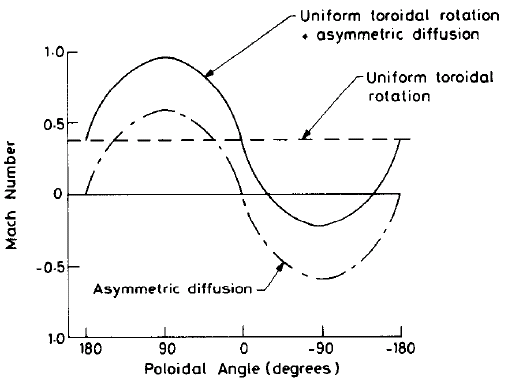 Uniform toroidal rotation
+ asymmetric diffusion
Uniform toroidal
rotation
1.0
0.5
0
-0.5
1.0
Mach Number
Asymmetric diffusion
180
90
0
-90
-180
Poloidal Angle (degrees)